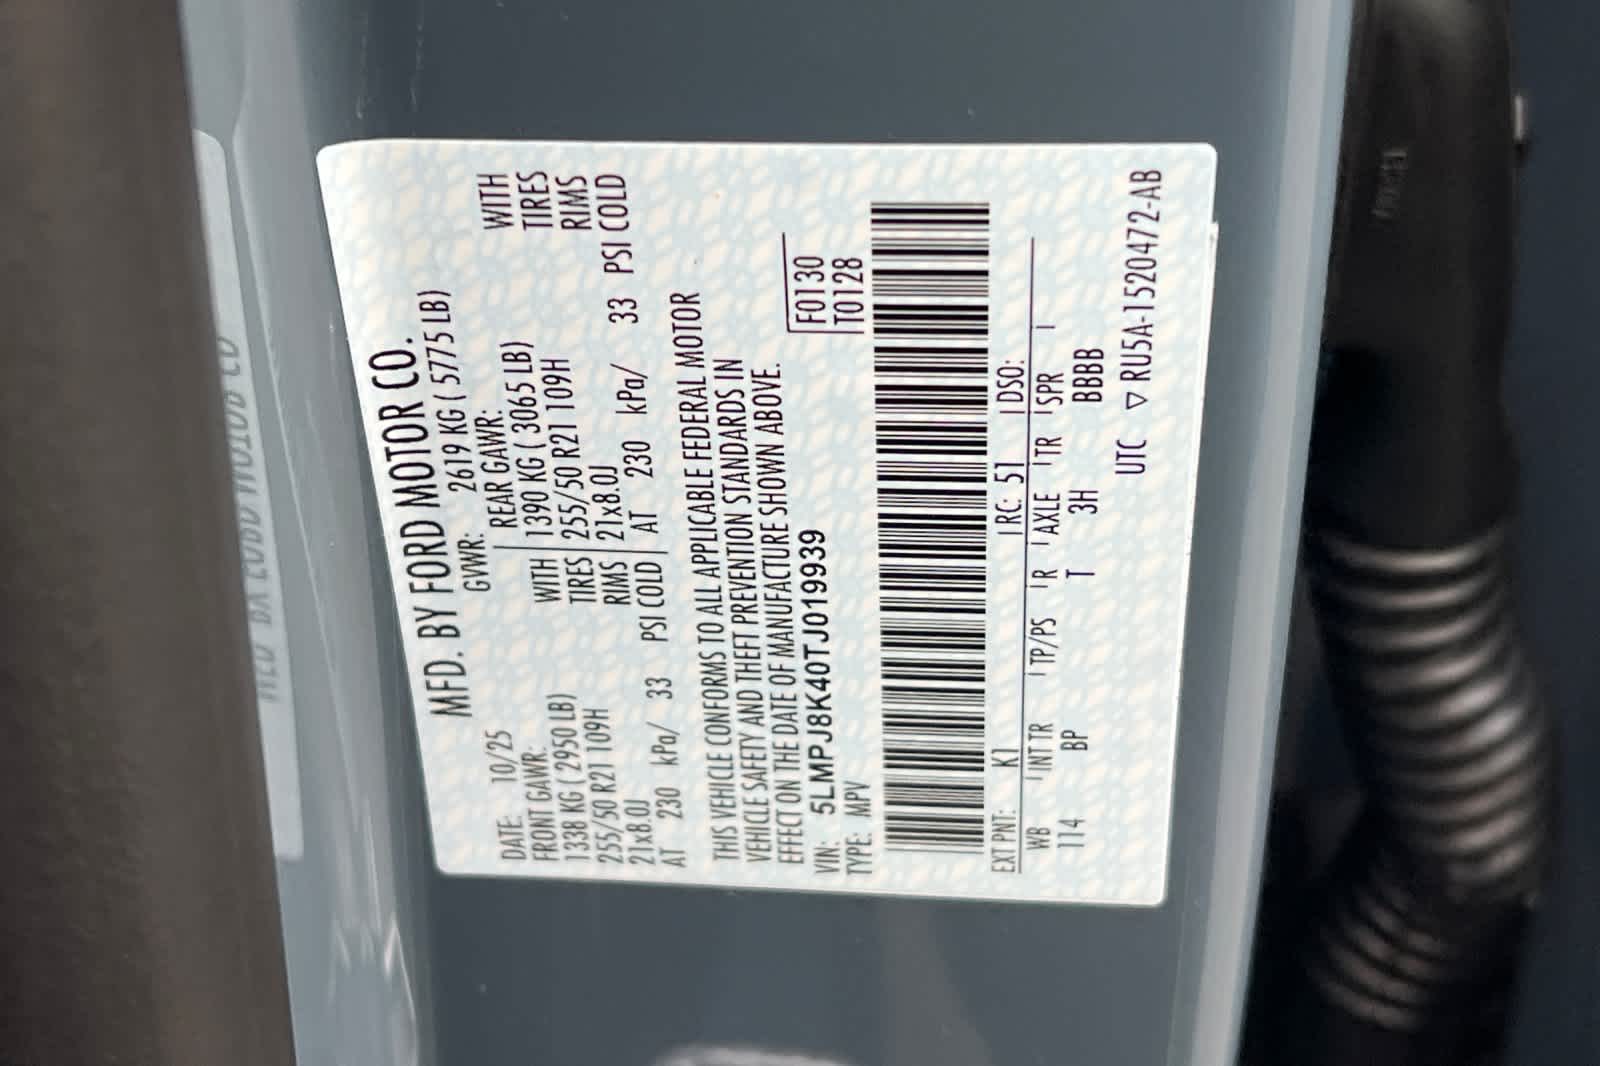 MFD. BY FORD MOTOR CO.
DATE: 10/25 GVWR: 2619 KG ( 5775 LB)
FRONT GAWR: REAR GAWR:
1338 KG ( 2950 LB) WITH 1390 KG ( 3065 LB) WITH
255/50 R21 109H TIRES 255/50 R21 109H TIRES
21x8.0J RIMS 21x8.0J RIMS
AT 230 kPa/ 33 PSI COLD AT 230 kPa/ 33 PSI COLD
THIS VEHICLE CONFORMS TO ALL APPLICABLE FEDERAL MOTOR
VEHICLE SAFETY AND THEFT PREVENTION STANDARDS IN
EFFECT ON THE DATE OF MANUFACTURE SHOWN ABOVE.
VIN: 5LMPJ8K40TJ019939 F0130
TYPE: MPV T0128
EXT PNT: K1 RC: 51 DSO:
WB INT TR TP/PS R AXLE TR SPR
114 BP T 3H BBBB
UTC ▽ RU5A-1520472-AB